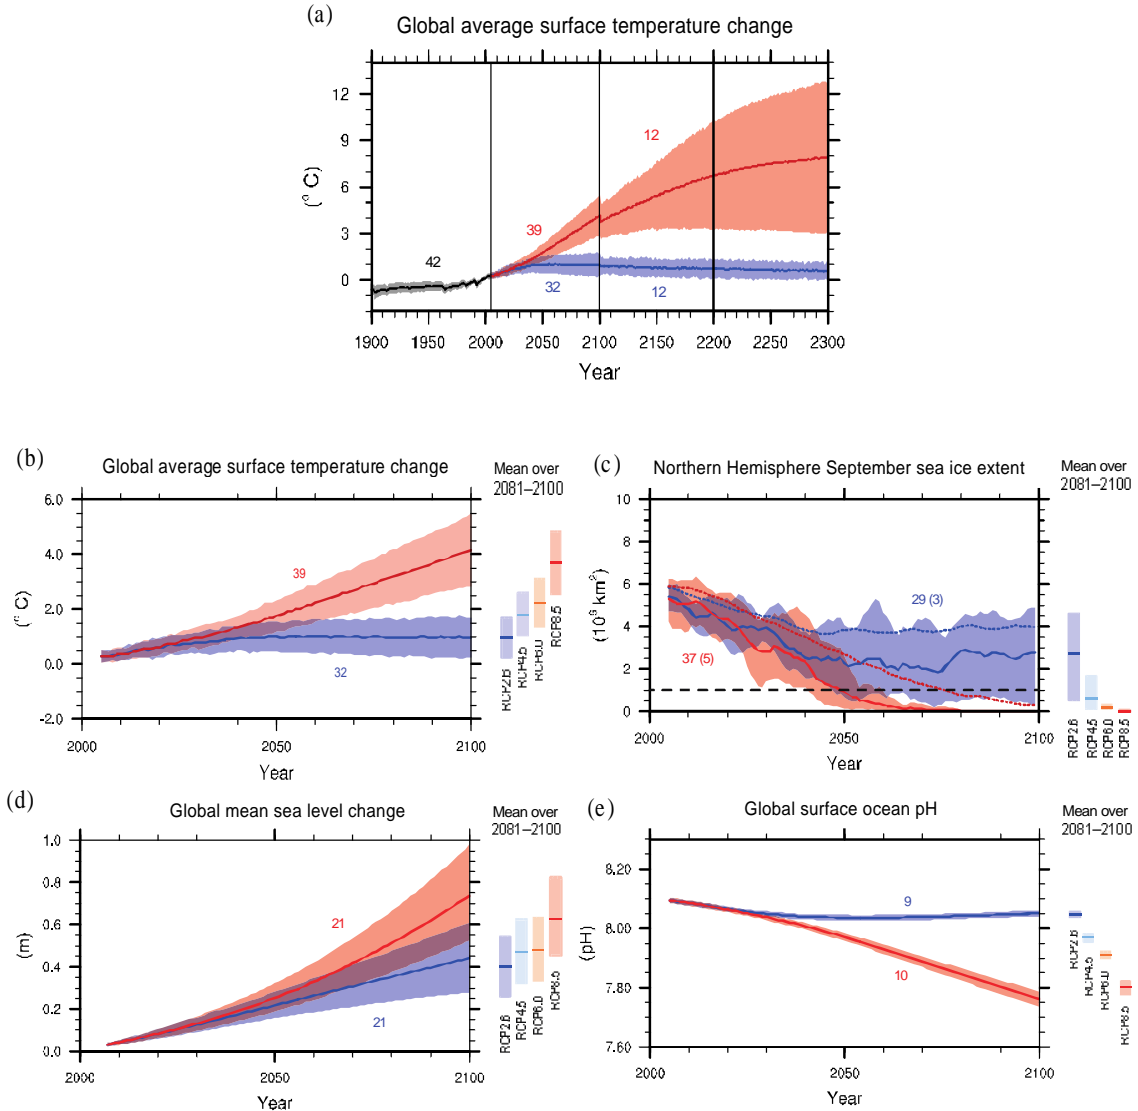 (a)
Global average surface temperature change
12
9
6
3
0
(° C)
42
39
32
12
12
1900 1950 2000 2050 2100 2150 2200 2250 2300
Year
(b)
Global average surface temperature change
Mean over
2081–2100
6.0
4.0
2.0
0.0
-2.0
(° C)
39
32
2000 2050 2100
Year
RCP2.6
RCP4.5
RCP6.0
RCP8.5
(c)
Northern Hemisphere September sea ice extent
Mean over
2081–2100
10
8
6
4
2
0
(10⁶ km²)
29 (3)
37 (5)
2000 2050 2100
Year
RCP2.6
RCP4.5
RCP6.0
RCP8.5
(d)
Global mean sea level change
Mean over
2081–2100
1.0
0.8
0.6
0.4
0.2
0.0
(m)
21
21
2000 2050 2100
Year
RCP2.6
RCP4.5
RCP6.0
RCP8.5
(e)
Global surface ocean pH
Mean over
2081–2100
8.20
8.00
7.80
7.60
(pH)
9
10
2000 2050 2100
Year
RCP2.6
RCP4.5
RCP6.0
RCP8.5